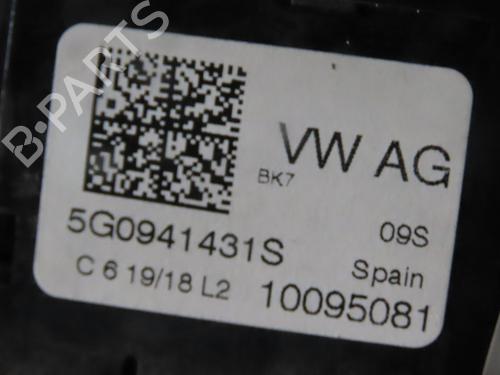 B-PARTS
VW AG
BK7
5G0941431S
09S
Spain
C 6 19/18 L2
10095081